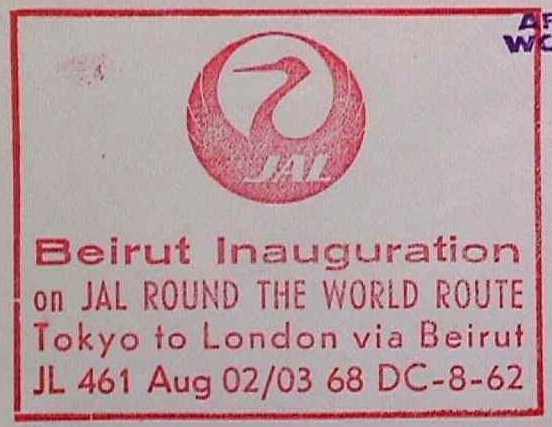 JAL
Beirut Inauguration
on JAL ROUND THE WORLD ROUTE
Tokyo to London via Beirut
JL 461 Aug 02/03 68 DC-8-62